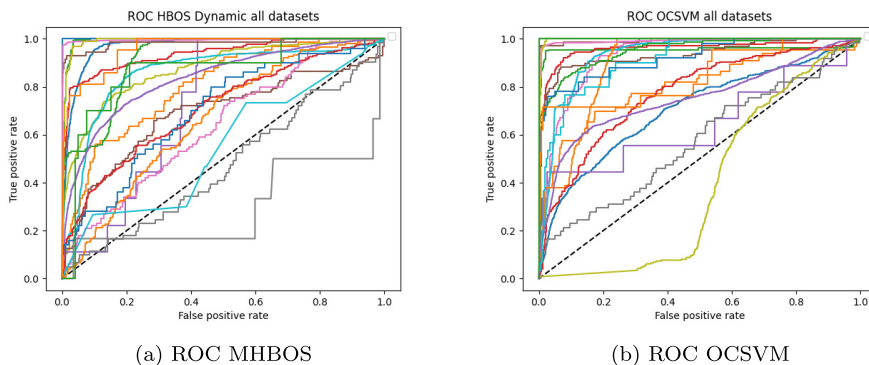 ROC HBOS Dynamic all datasets
1.0
0.8
0.6
0.4
0.2
0.0
True positive rate
0.0 0.2 0.4 0.6 0.8 1.0
False positive rate
(a) ROC MHBOS
ROC OCSVM all datasets
1.0
0.8
0.6
0.4
0.2
0.0
True positive rate
0.0 0.2 0.4 0.6 0.8 1.0
False positive rate
(b) ROC OCSVM